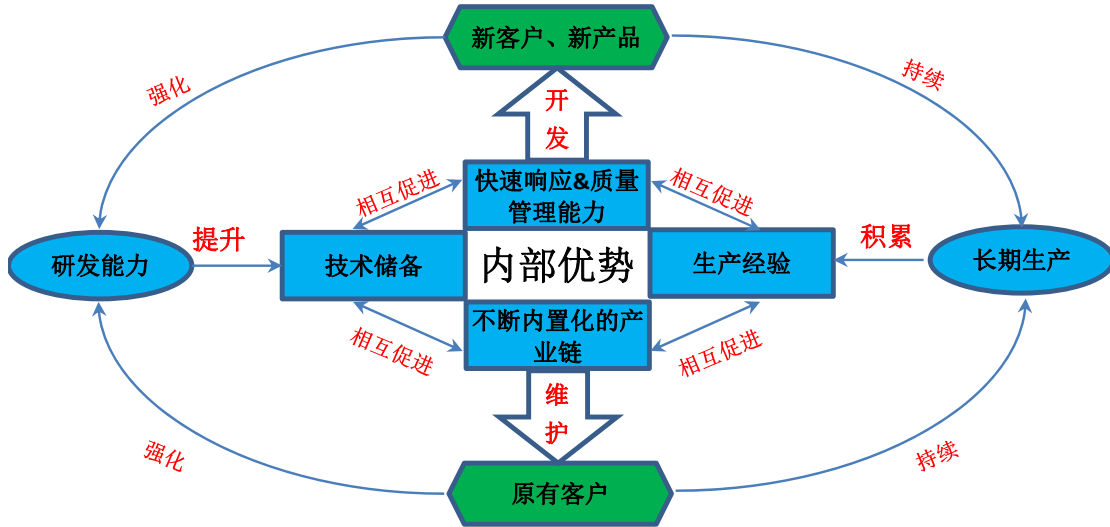 新客户、新产品
强化
持续
开
发
相互促进
快速响应&质量
管理能力
相互促进
研发能力
提升
技术储备
内部优势
生产经验
积累
长期生产
相互促进
不断内置化的产
业链
相互促进
维
护
强化
持续
原有客户